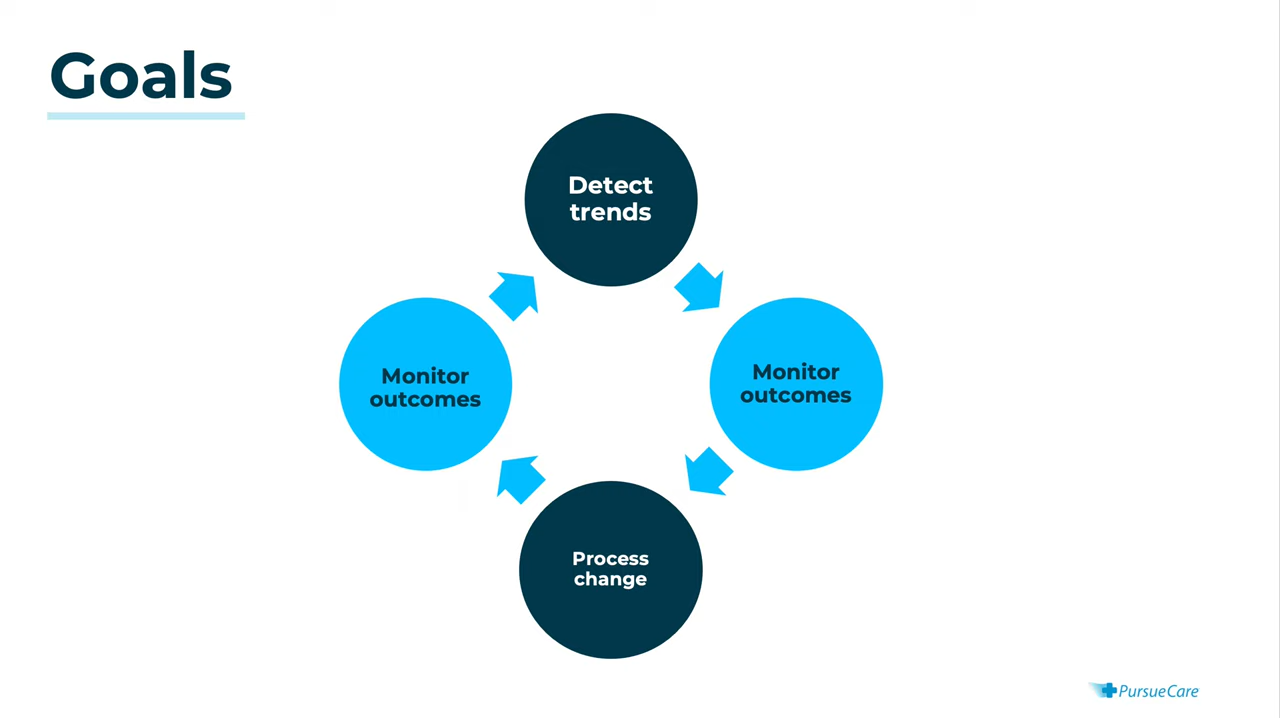 Goals
Detect
trends
Monitor
outcomes
Monitor
outcomes
Process
change
PursueCare